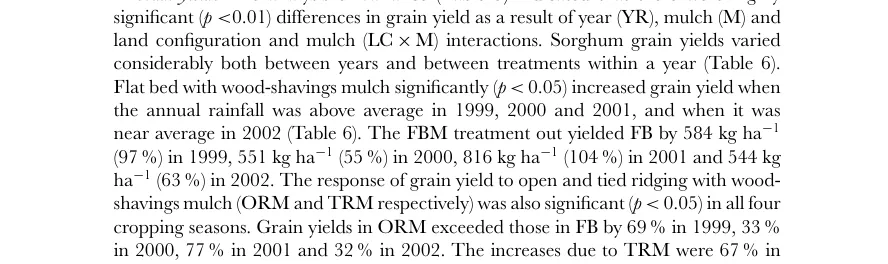 significant (p <0.01) differences in grain yield as a result of year (YR), mulch (M) and
land configuration and mulch (LC × M) interactions. Sorghum grain yields varied
considerably both between years and between treatments within a year (Table 6).
Flat bed with wood-shavings mulch significantly (p < 0.05) increased grain yield when
the annual rainfall was above average in 1999, 2000 and 2001, and when it was
near average in 2002 (Table 6). The FBM treatment out yielded FB by 584 kg ha⁻¹
(97 %) in 1999, 551 kg ha⁻¹ (55 %) in 2000, 816 kg ha⁻¹ (104 %) in 2001 and 544 kg
ha⁻¹ (63 %) in 2002. The response of grain yield to open and tied ridging with wood-
shavings mulch (ORM and TRM respectively) was also significant (p < 0.05) in all four
cropping seasons. Grain yields in ORM exceeded those in FB by 69 % in 1999, 33 %
in 2000, 77 % in 2001 and 32 % in 2002. The increases due to TRM were 67 % in